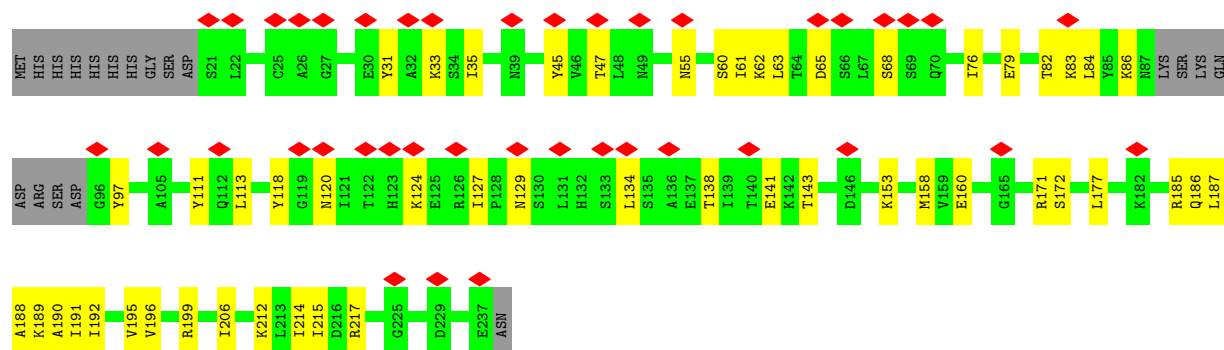 MET HIS HIS HIS HIS HIS HIS GLY SER ASP S21 L22 C25 A26 G27 E30 Y31 A32 K33 S34 I35 N39 Y45 V46 T47 L48 N49 N55 S60 I61 K62 L63 T64 D65 S66 L67 S68 S69 Q70 I76 E79 T82 K83 L84 Y85 K86 N87 LYS SER LYS GLN
ASP ARG SER ASP G96 Y97 A105 Y111 Q112 L113 Y118 G119 N120 I121 T122 H123 K124 E125 R126 I127 P128 N129 S130 L131 H132 S133 L134 S135 A136 E137 T138 I139 T140 E141 K142 T143 D146 K153 M158 V159 E160 G165 R171 S172 L177 K182 R185 Q186 L187
A188 K189 A190 I191 I192 V195 V196 R199 I206 K212 L213 I214 I215 D216 R217 G225 D229 E237 ASN